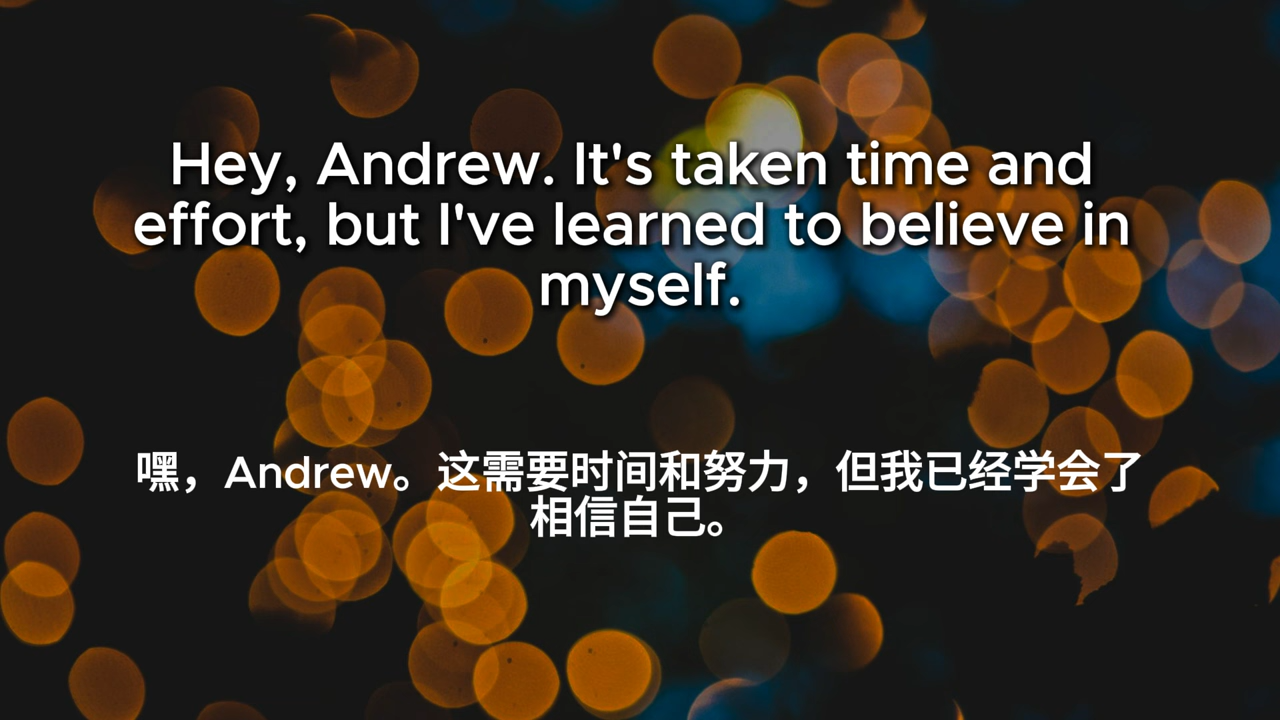 Hey, Andrew. It's taken time and
effort, but I've learned to believe in
myself.
嘿，Andrew。这需要时间和努力，但我已经学会了
相信自己。